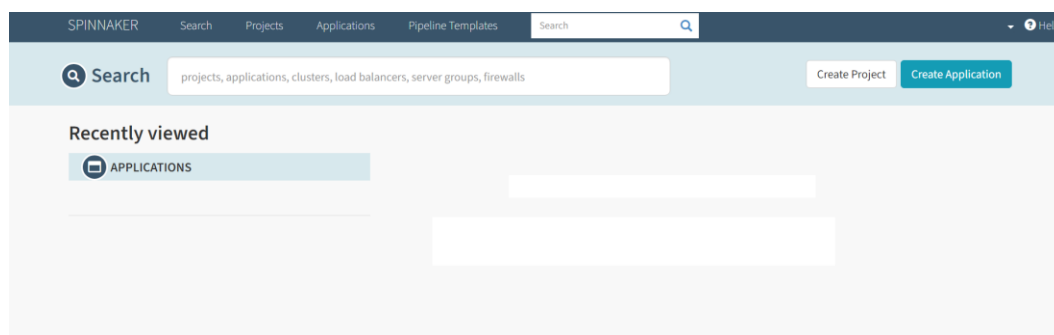 SPINNAKER Search Projects Applications Pipeline Templates Search Hel
Search projects, applications, clusters, load balancers, server groups, firewalls Create Project Create Application
Recently viewed
APPLICATIONS